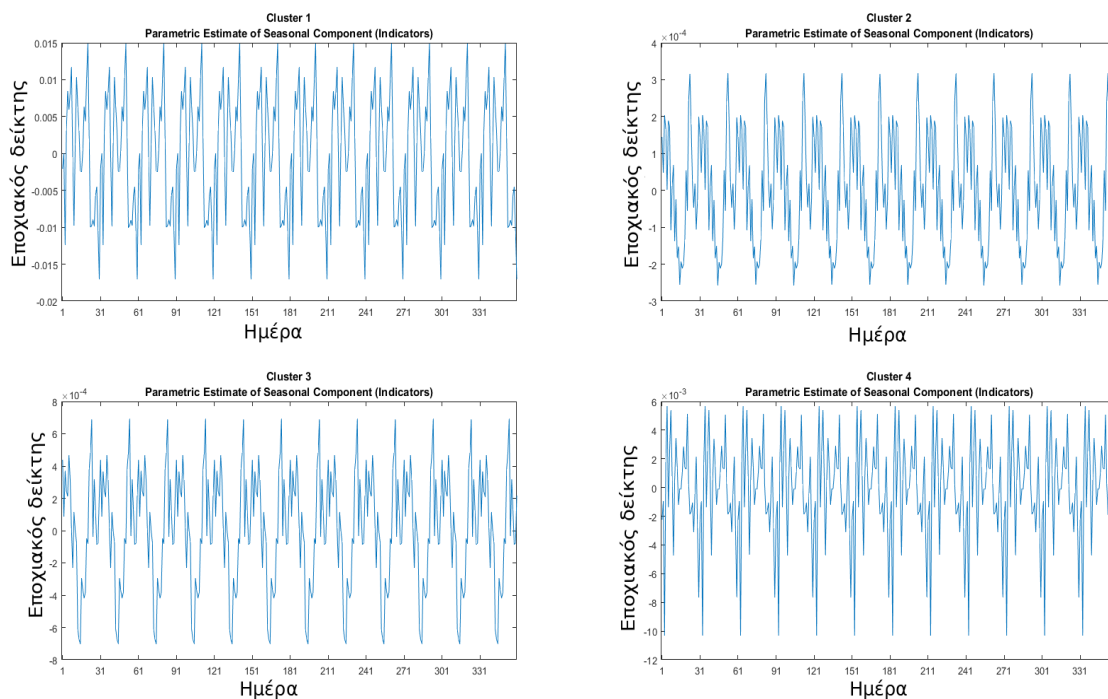 Cluster 1
Parametric Estimate of Seasonal Component (Indicators)
0.015
0.01
0.005
0
-0.005
-0.01
-0.015
-0.02
Εποχιακός δείκτης
1 31 61 91 121 151 181 211 241 271 301 331
Ημέρα
Cluster 2
Parametric Estimate of Seasonal Component (Indicators)
×10⁻⁴
4
3
2
1
0
-1
-2
-3
Εποχιακός δείκτης
1 31 61 91 121 151 181 211 241 271 301 331
Ημέρα
Cluster 3
Parametric Estimate of Seasonal Component (Indicators)
×10⁻⁴
8
6
4
2
0
-2
-4
-6
-8
Εποχιακός δείκτης
1 31 61 91 121 151 181 211 241 271 301 331
Ημέρα
Cluster 4
Parametric Estimate of Seasonal Component (Indicators)
×10⁻³
6
4
2
0
-2
-4
-6
-8
-10
-12
Εποχιακός δείκτης
1 31 61 91 121 151 181 211 241 271 301 331
Ημέρα